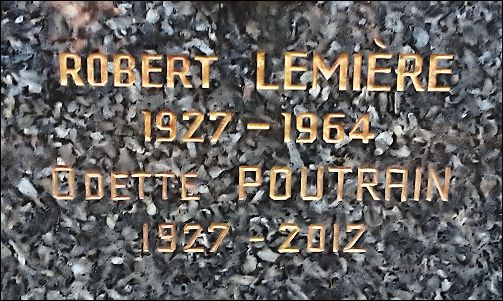 ROBERT LEMIÈRE
1927 – 1964
ODETTE POUTRAIN
1927 – 2012